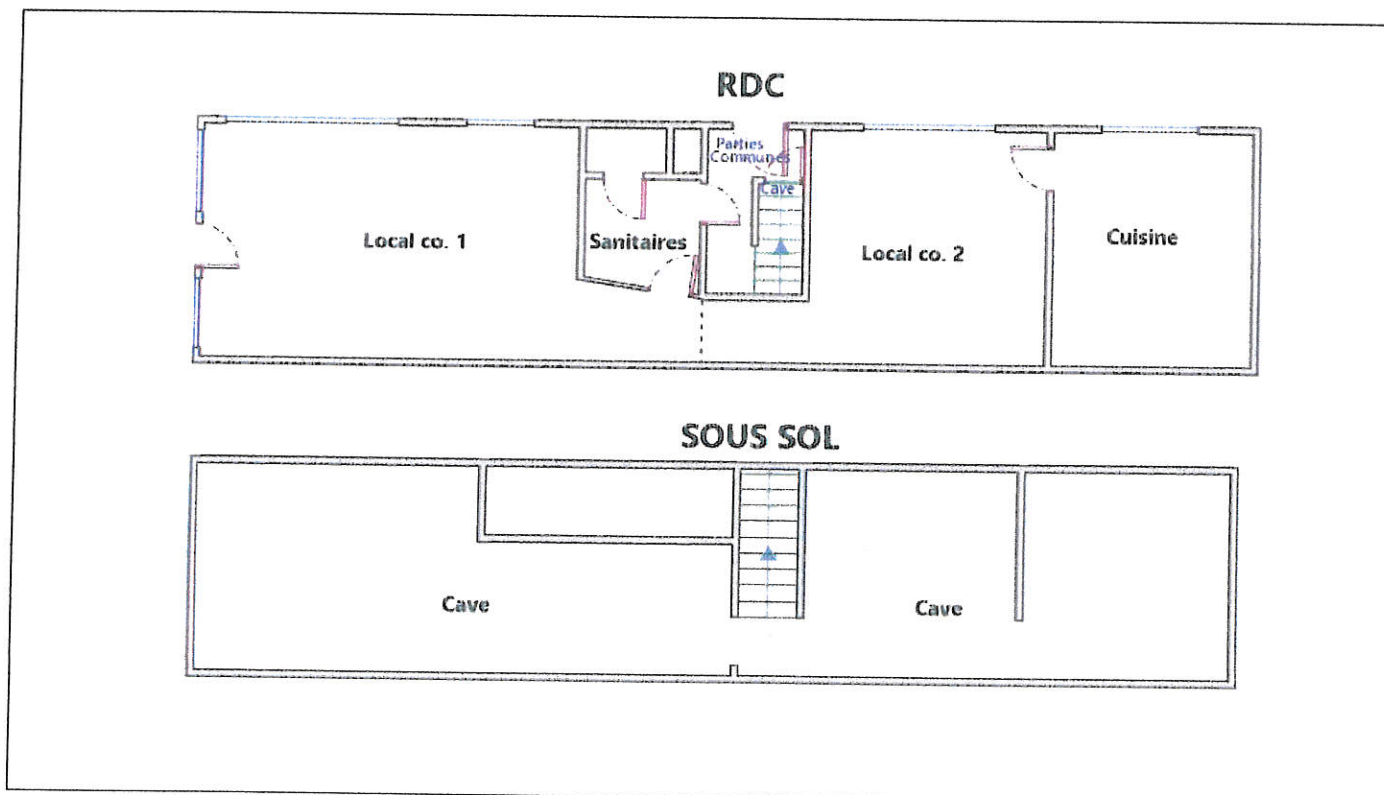 RDC
Parties
Communes
Cave
Local co. 1
Sanitaires
Local co. 2
Cuisine
SOUS SOL
Cave
Cave